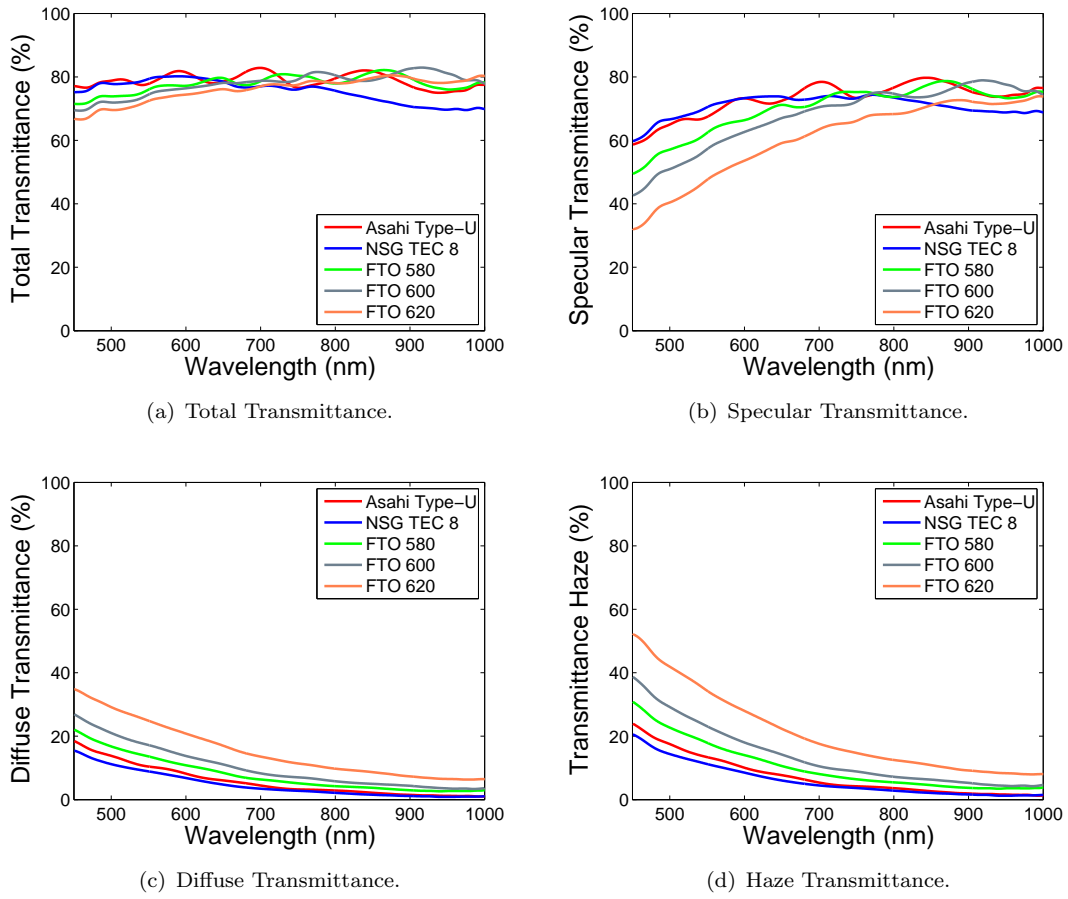 100
80
60
40
20
0
Total Transmittance (%)
Asahi Type−U
NSG TEC 8
FTO 580
FTO 600
FTO 620
500 600 700 800 900 1000
Wavelength (nm)
(a) Total Transmittance.
100
80
60
40
20
0
Specular Transmittance (%)
Asahi Type−U
NSG TEC 8
FTO 580
FTO 600
FTO 620
500 600 700 800 900 1000
Wavelength (nm)
(b) Specular Transmittance.
100
80
60
40
20
0
Diffuse Transmittance (%)
Asahi Type−U
NSG TEC 8
FTO 580
FTO 600
FTO 620
500 600 700 800 900 1000
Wavelength (nm)
(c) Diffuse Transmittance.
100
80
60
40
20
0
Transmittance Haze (%)
Asahi Type−U
NSG TEC 8
FTO 580
FTO 600
FTO 620
500 600 700 800 900 1000
Wavelength (nm)
(d) Haze Transmittance.